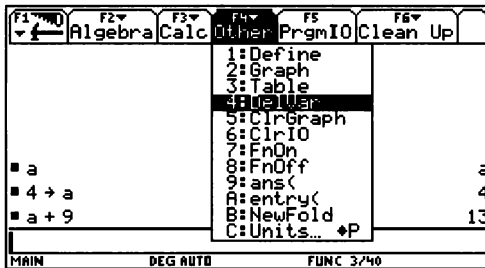 F1 F2 F3 F4 F5 F6
Algebra Calc Other PrgmIO Clean Up
1:Define
2:Graph
3:Table
4:DelVar
5:ClrGraph
6:ClrIO
7:FnOn
8:FnOff
9:ans(
A:entry(
B:NewFold
C:Units… ◆P
■ a a
■ 4 → a 4
■ a + 9 13
MAIN DEG AUTO FUNC 3/40